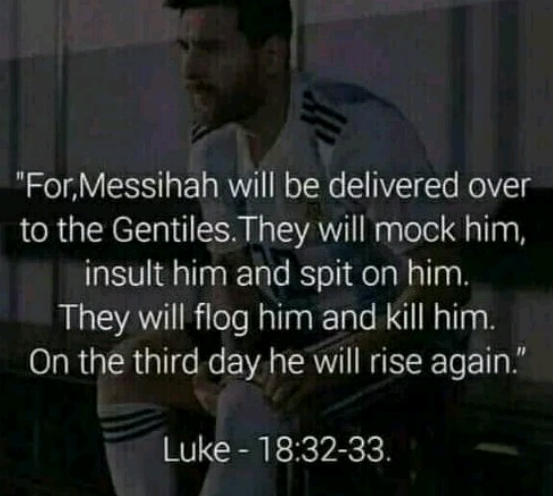 "For,Messihah will be delivered over
to the Gentiles.They will mock him,
insult him and spit on him.
They will flog him and kill him.
On the third day he will rise again."
Luke - 18:32-33.